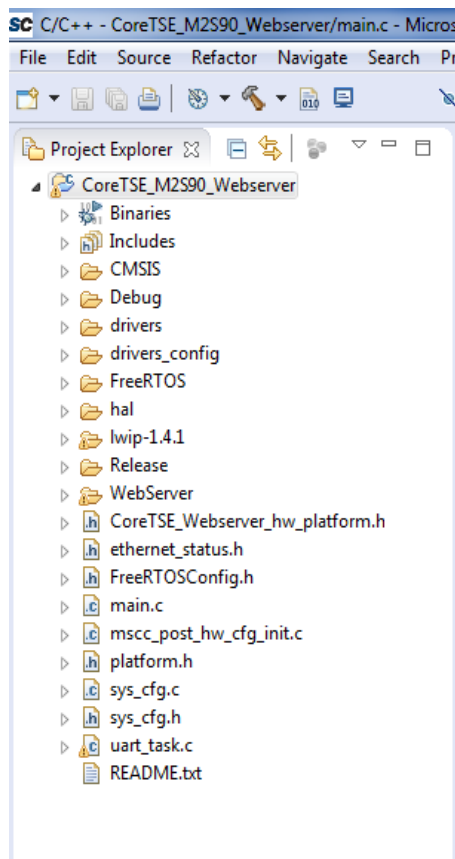 SC C/C++ - CoreTSE_M2S90_Webserver/main.c - Micros
File Edit Source Refactor Navigate Search Pr
010
Project Explorer
CoreTSE_M2S90_Webserver
Binaries
Includes
CMSIS
Debug
drivers
drivers_config
FreeRTOS
hal
lwip-1.4.1
Release
WebServer
.h CoreTSE_Webserver_hw_platform.h
.h ethernet_status.h
.h FreeRTOSConfig.h
.c main.c
.c mscc_post_hw_cfg_init.c
.h platform.h
.c sys_cfg.c
.h sys_cfg.h
.c uart_task.c
README.txt